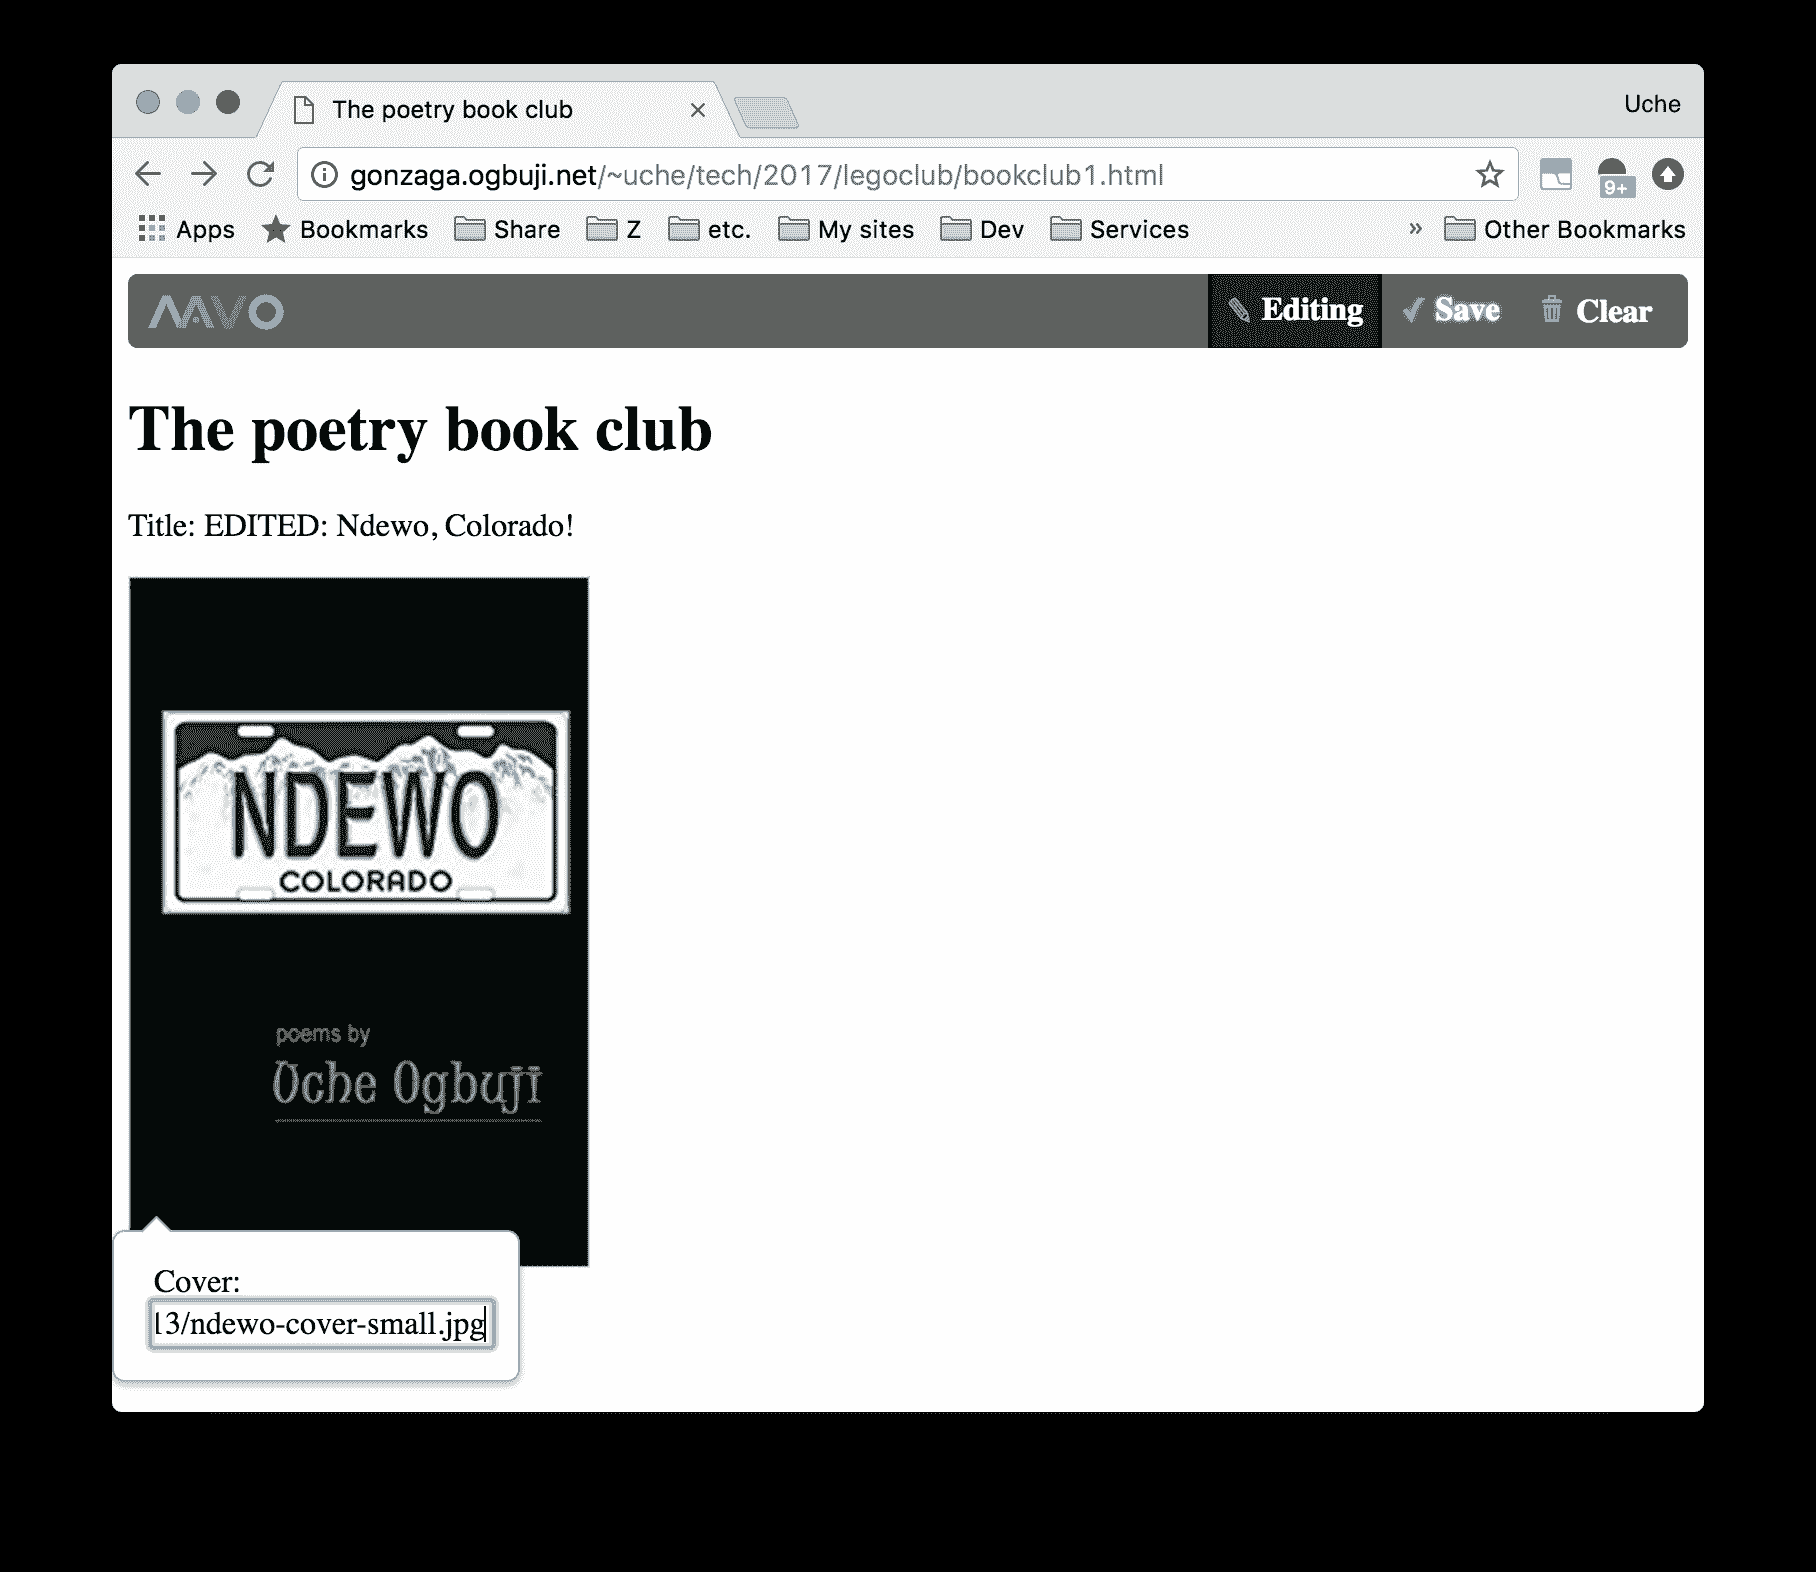 The poetry book club
Uche
gonzaga.ogbuji.net/~uche/tech/2017/legoclub/bookclub1.html
9+
Apps Bookmarks Share Z etc. My sites Dev Services » Other Bookmarks
MAVO Editing Save Clear
The poetry book club
Title: EDITED: Ndewo, Colorado!
NDEWO
COLORADO
poems by
Uche Ogbuji
Cover:
13/ndewo-cover-small.jpg